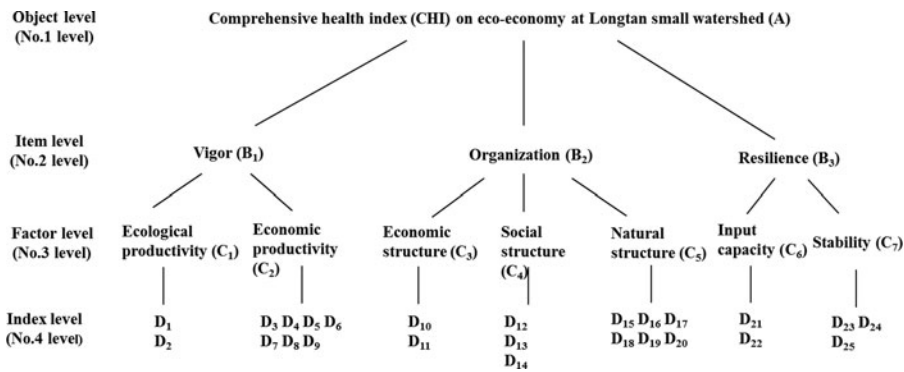 Object level
(No.1 level)
Comprehensive health index (CHI) on eco-economy at Longtan small watershed (A)
Item level
(No.2 level)
Vigor (B₁)
Organization (B₂)
Resilience (B₃)
Factor level
(No.3 level)
Ecological
productivity (C₁)
Economic
productivity
(C₂)
Economic
structure (C₃)
Social
structure
(C₄)
Natural
structure (C₅)
Input
capacity (C₆)
Stability (C₇)
Index level
(No.4 level)
D₁
D₂
D₃ D₄ D₅ D₆
D₇ D₈ D₉
D₁₀
D₁₁
D₁₂
D₁₃
D₁₄
D₁₅ D₁₆ D₁₇
D₁₈ D₁₉ D₂₀
D₂₁
D₂₂
D₂₃ D₂₄
D₂₅